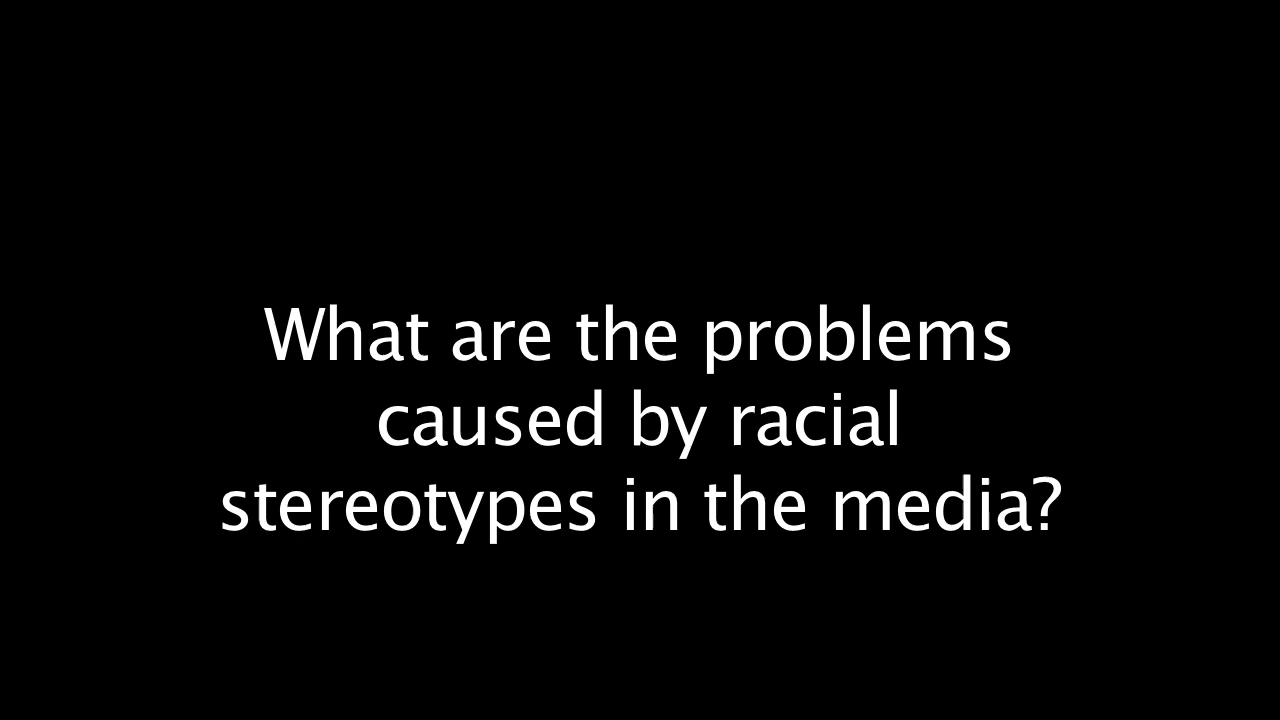 What are the problems
caused by racial
stereotypes in the media?